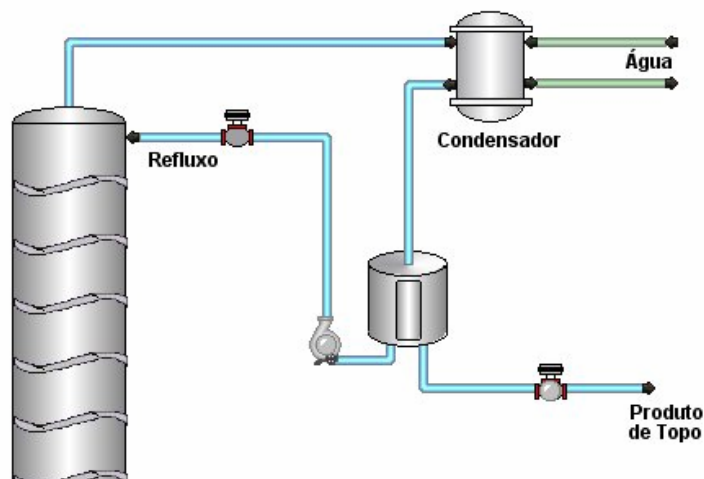 Água
Condensador
Refluxo
Produto
de Topo